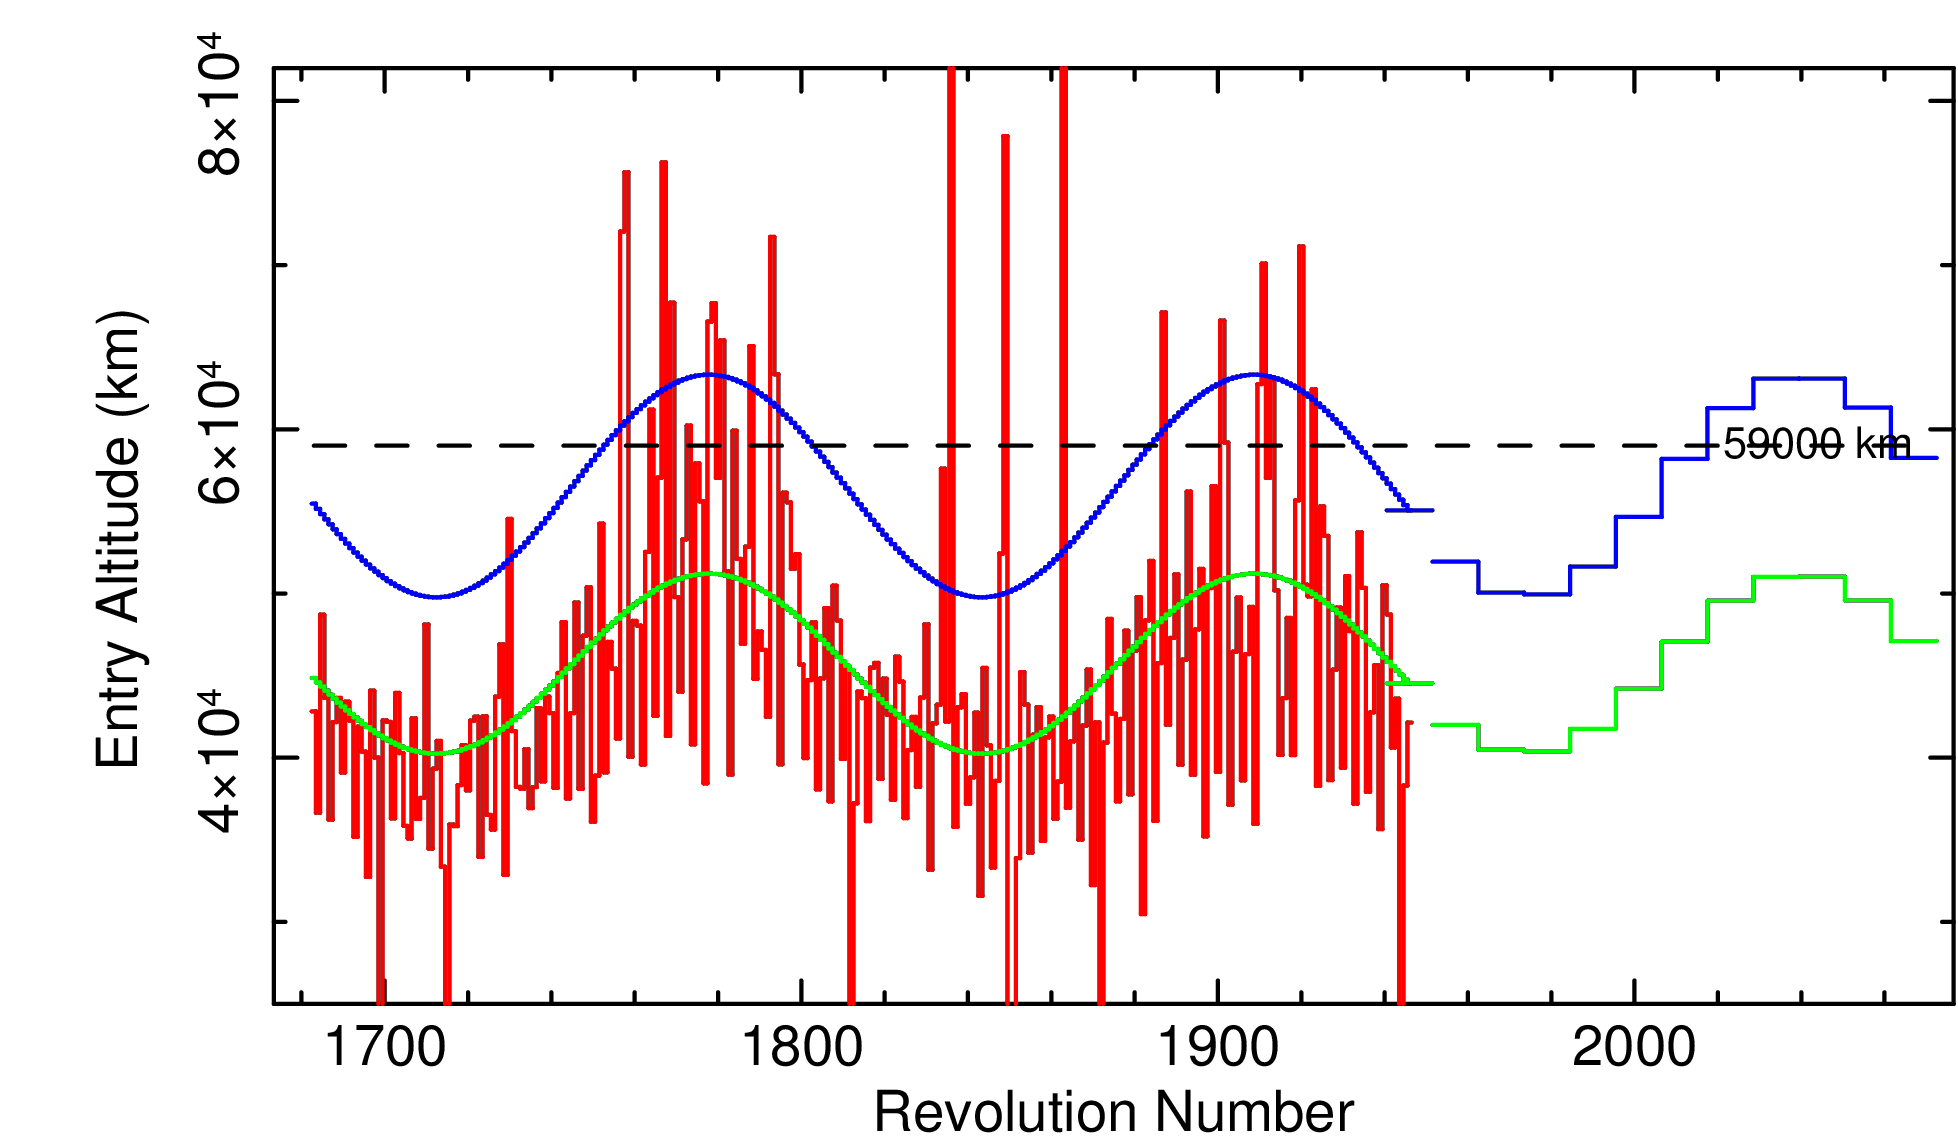 8×10⁴
6×10⁴
4×10⁴
Entry Altitude (km)
59000 km
1700 1800 1900 2000
Revolution Number